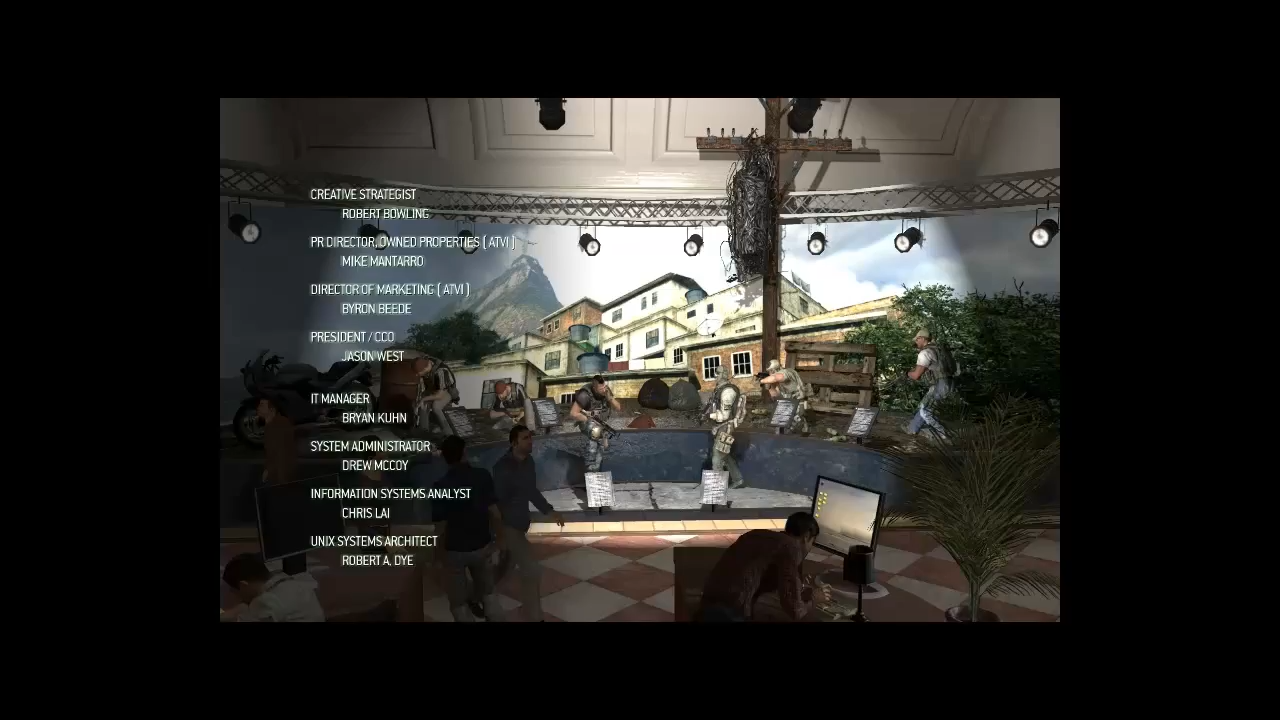 CREATIVE STRATEGIST
ROBERT BOWLING
PR DIRECTOR, OWNED PROPERTIES [ ATVI ]
MIKE MANTARRO
DIRECTOR OF MARKETING [ ATVI ]
BYRON BEEDE
PRESIDENT / CCO
JASON WEST
IT MANAGER
BRYAN KUHN
SYSTEM ADMINISTRATOR
DREW MCCOY
INFORMATION SYSTEMS ANALYST
CHRIS LAI
UNIX SYSTEMS ARCHITECT
ROBERT A. DYE